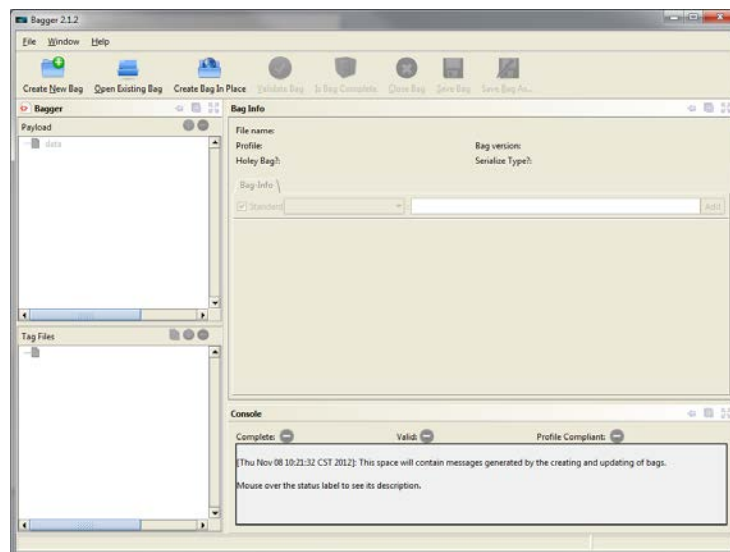 Bagger 2.1.2
File Window Help
Create New Bag Open Existing Bag Create Bag In Place Validate Bag Is Bag Complete Close Bag Save Bag Save Bag As...
Bagger
Payload
data
Tag Files
Bag Info
File name:
Profile: Bag version:
Holey Bag?: Serialize Type?:
Bag-Info
Standard Add
Console
Complete: Valid: Profile Compliant:
[Thu Nov 08 10:21:32 CST 2012]: This space will contain messages generated by the creating and updating of bags.
Mouse over the status label to see its description.